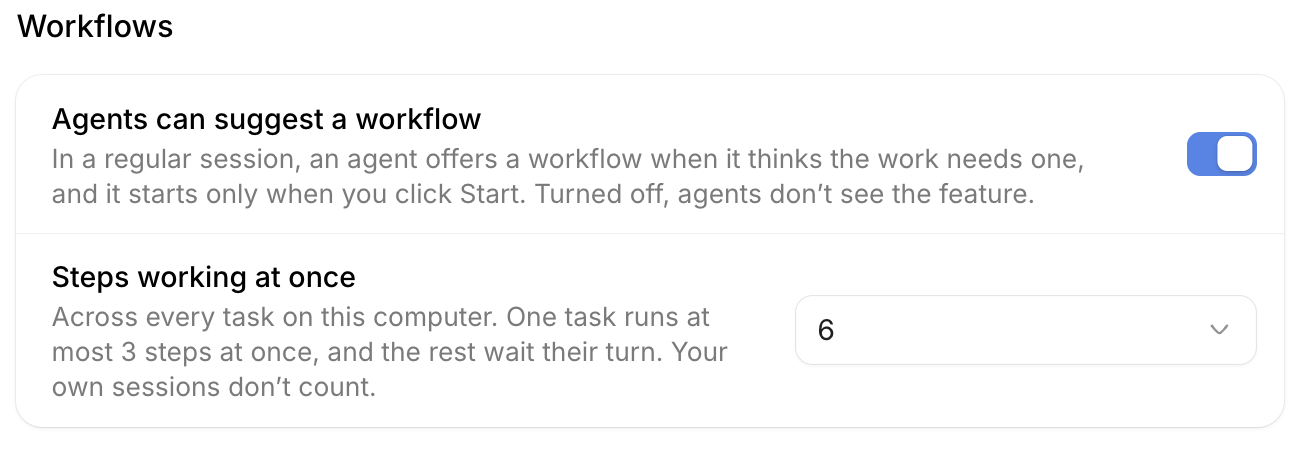 Workflows
Agents can suggest a workflow
In a regular session, an agent offers a workflow when it thinks the work needs one,
and it starts only when you click Start. Turned off, agents don’t see the feature.
Steps working at once
Across every task on this computer. One task runs at
most 3 steps at once, and the rest wait their turn. Your
own sessions don’t count.
6